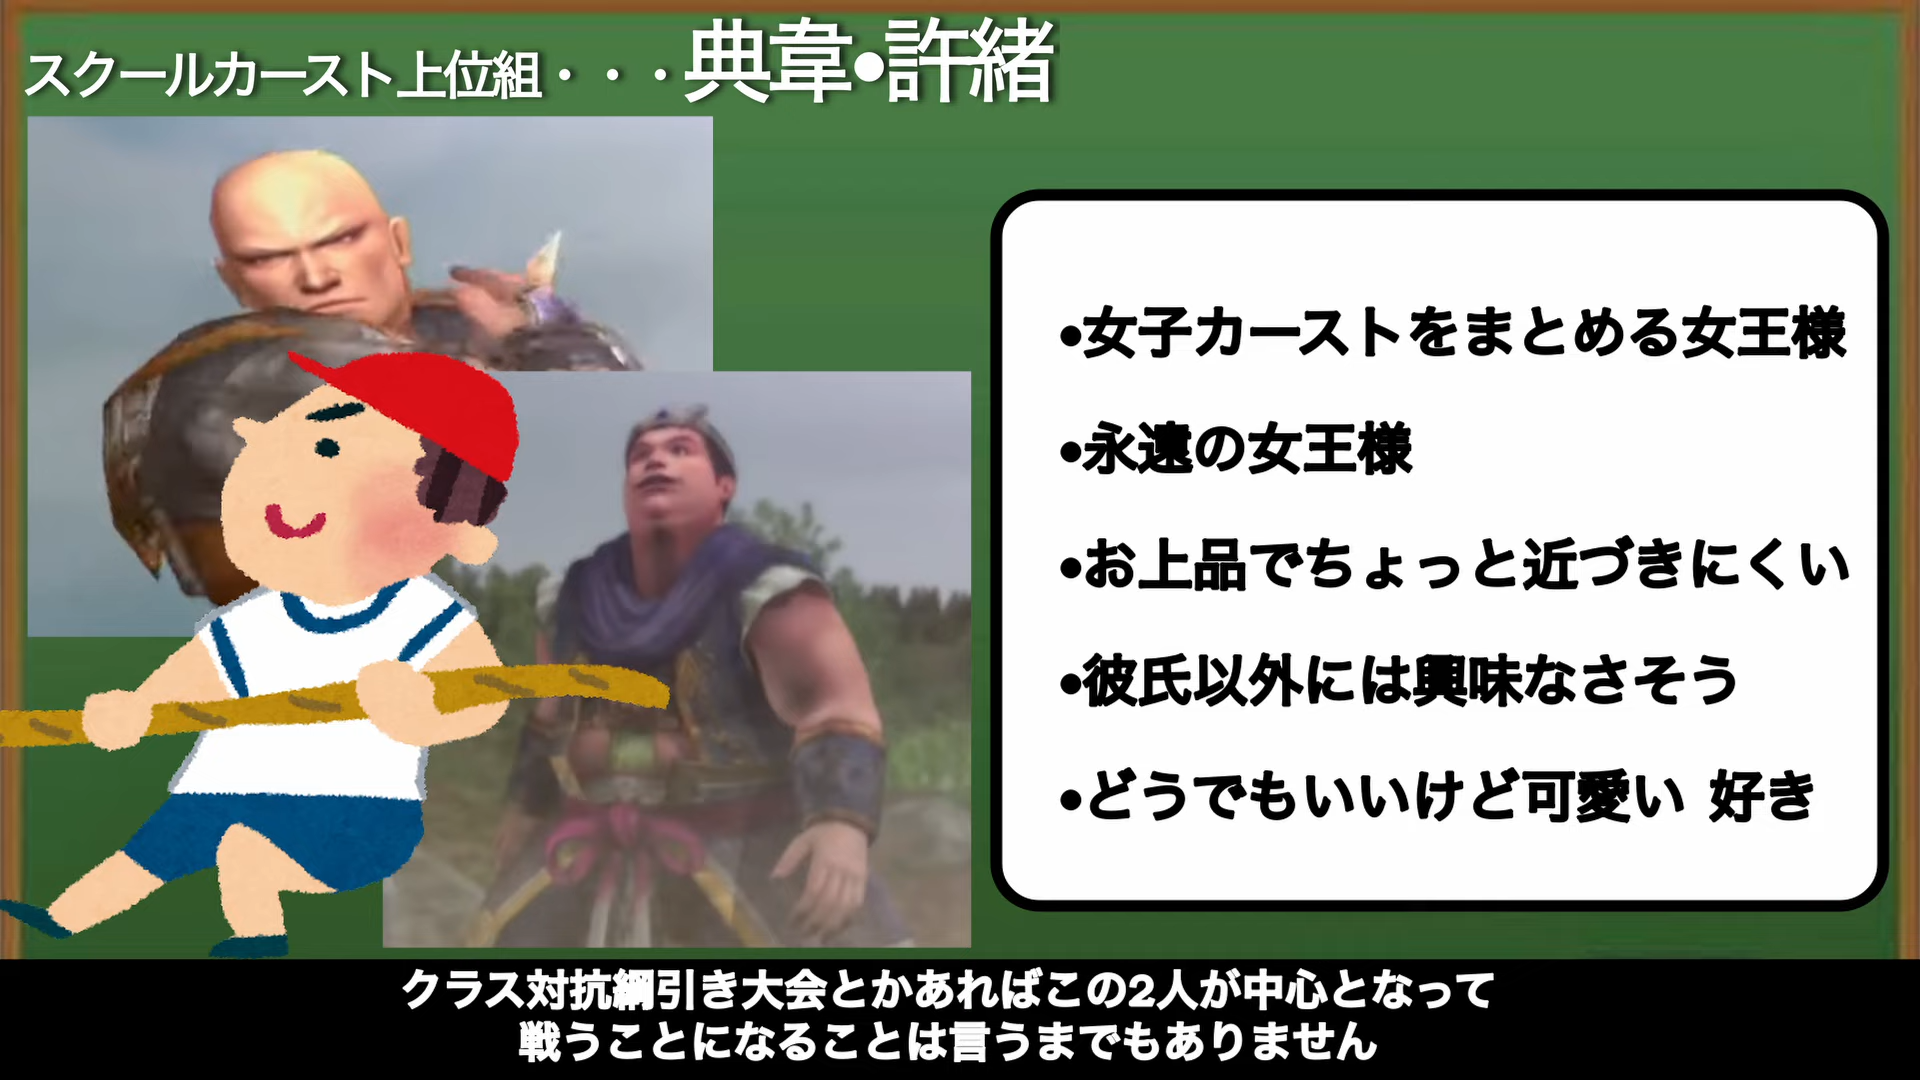 スクールカースト上位組・・・典韋•許緒
•女子カーストをまとめる女王様
•永遠の女王様
•お上品でちょっと近づきにくい
•彼氏以外には興味なさそう
•どうでもいいけど可愛い 好き
クラス対抗綱引き大会とかあればこの2人が中心となって
戦うことになることは言うまでもありません